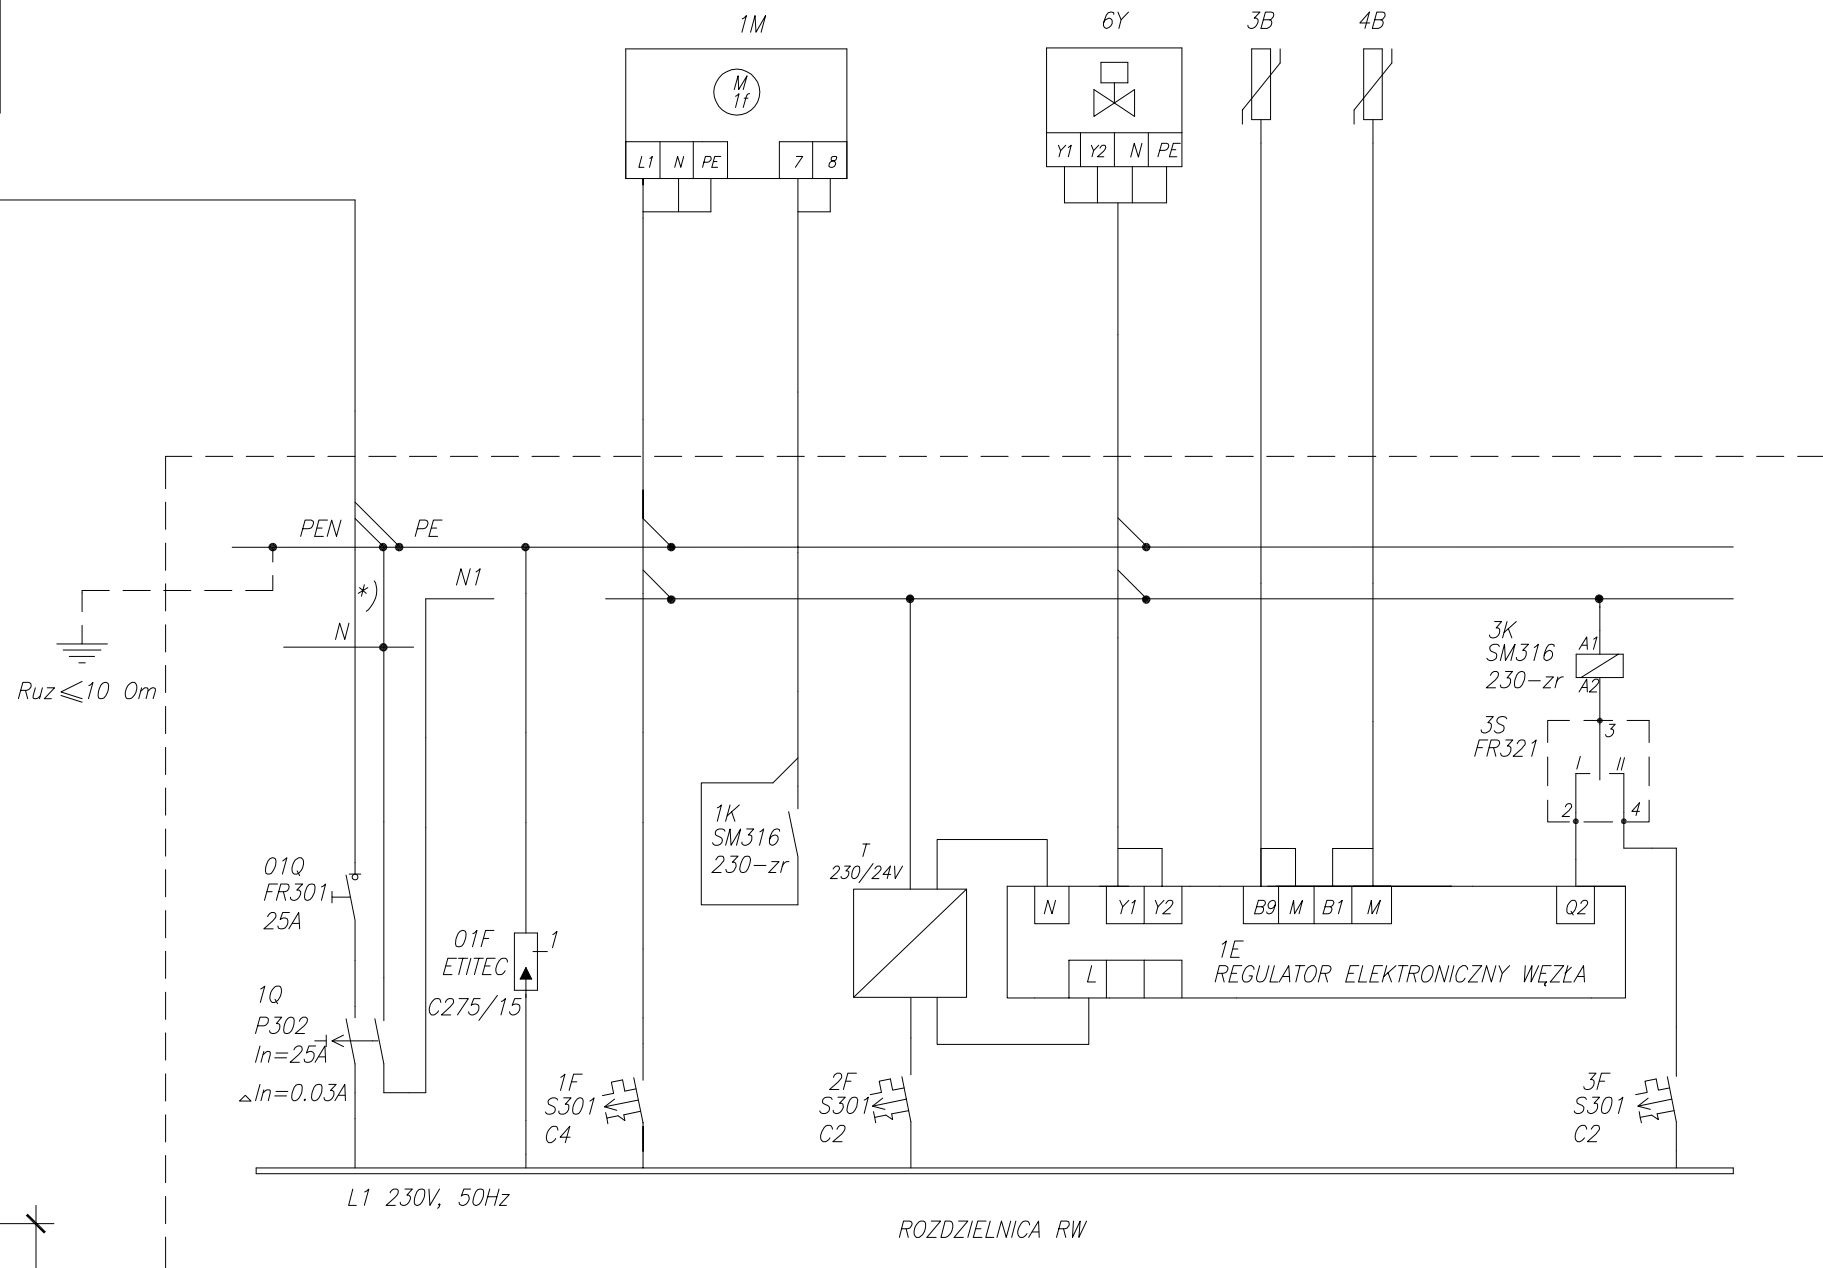 1M
6Y
3B
4B
M
1f
L1 N PE 7 8
Y1 Y2 N PE
PEN PE
*)
N1
N
Ruz⩽10 Om
3K
SM316
230-zr
A1
A2
3S
FR321
3
I II
2 4
1K
SM316
230-zr
T
230/24V
01Q
FR301
25A
01F
ETITEC
1
C275/15
N Y1 Y2 B9 M B1 M Q2
1E
REGULATOR ELEKTRONICZNY WĘZŁA
L
1Q
P302
In=25A
△In=0.03A
1F
S301
C4
2F
S301
C2
3F
S301
C2
L1 230V, 50Hz
ROZDZIELNICA RW